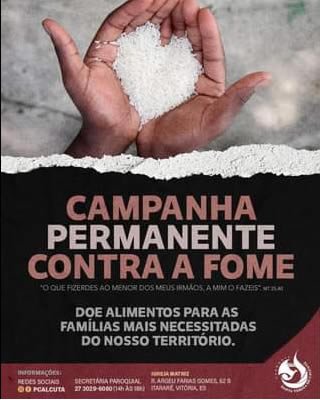 CAMPANHA
PERMANENTE
CONTRA A FOME
"O QUE FIZERDES AO MENOR DOS MEUS IRMÃOS, A MIM O FAZEIS". MT 25,40
DOE ALIMENTOS PARA AS
FAMÍLIAS MAIS NECESSITADAS
DO NOSSO TERRITÓRIO.
INFORMAÇÕES:
REDES SOCIAIS
@PCALCUTA
SECRETÁRIA PAROQUIAL
27 3029-6080 (14h às 18h)
IGREJA MATRIZ
R. ARGEU FARIAS GOMES, 62 B
ITARARÉ, VITÓRIA, ES